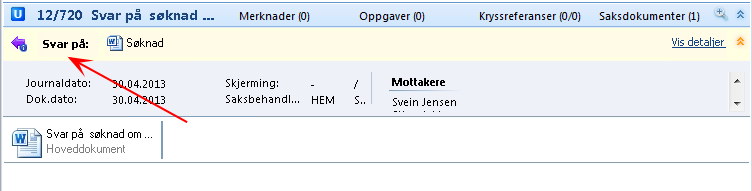 U 12/720 Svar på søknad ... Merknader (0) Oppgaver (0) Kryssreferanser (0/0) Saksdokumenter (1)
Svar på: Søknad Vis detaljer
Journaldato: 30.04.2013 Skjerming: - / Mottakere
Dok.dato: 30.04.2013 Saksbehandl... HEM S.. Svein Jensen
Svar på søknad om ...
Hoveddokument